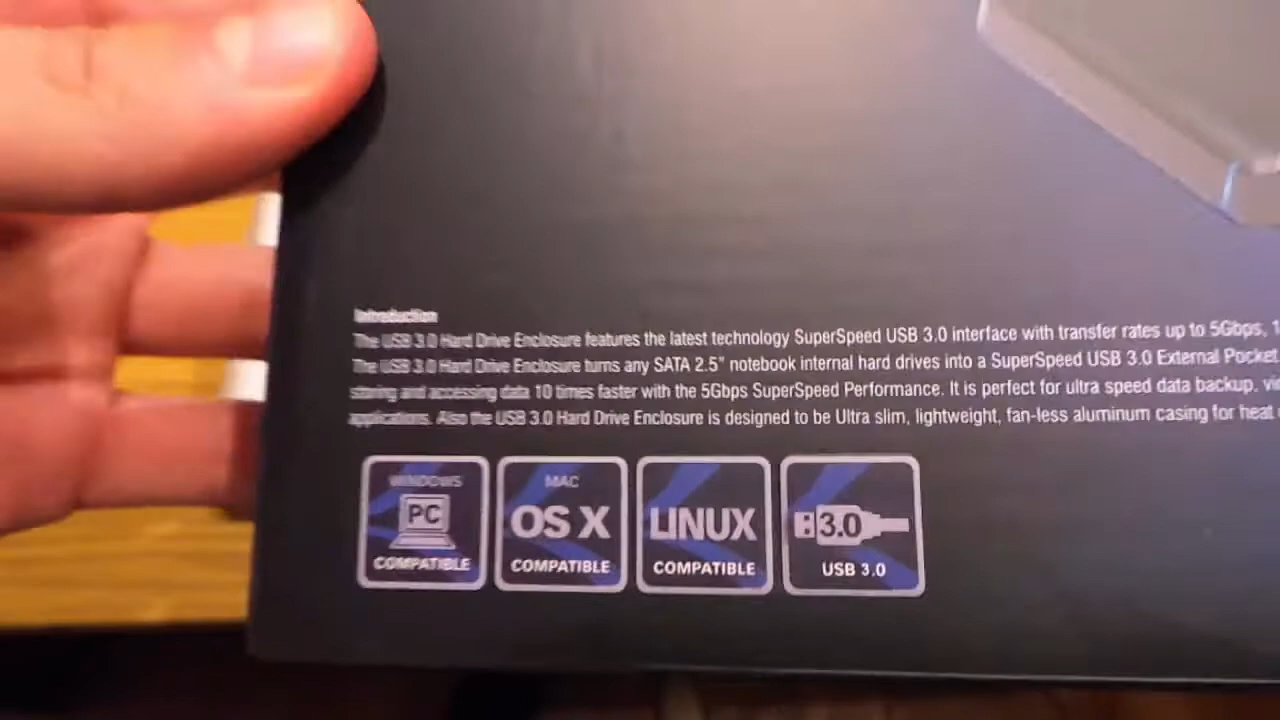 Introduction
The USB 3.0 Hard Drive Enclosure features the latest technology SuperSpeed USB 3.0 interface with transfer rates up to 5Gbps,
The USB 3.0 Hard Drive Enclosure turns any SATA 2.5" notebook internal hard drives into a SuperSpeed USB 3.0 External Pocket
storing and accessing data 10 times faster with the 5Gbps SuperSpeed Performance. It is perfect for ultra speed data backup,
applications. Also the USB 3.0 Hard Drive Enclosure is designed to be Ultra slim, lightweight, fan-less aluminum casing for heat
WINDOWS
PC
COMPATIBLE
MAC
OS X
COMPATIBLE
LINUX
COMPATIBLE
3.0
USB 3.0